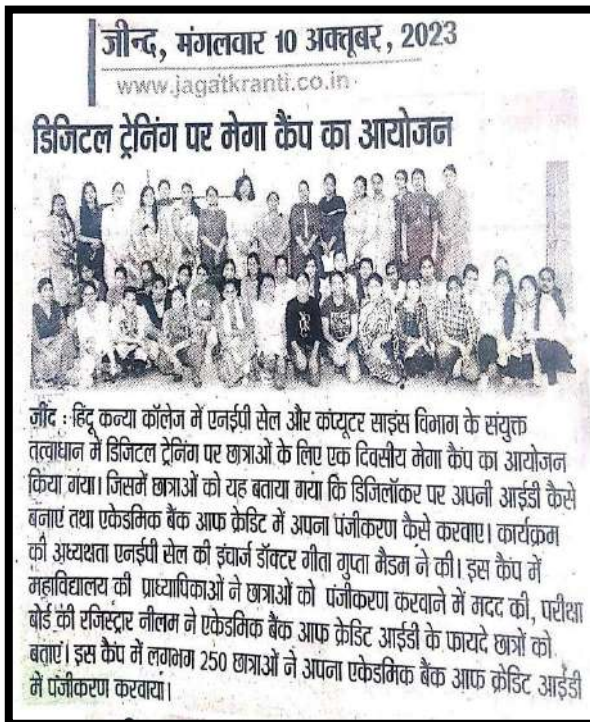 जीन्द, मंगलवार 10 अक्तूबर, 2023
www.jagatkranti.co.in
डिजिटल ट्रेनिंग पर मेगा कैंप का आयोजन
जींद : हिंदू कन्या कॉलेज में एनईपी सेल और कंप्यूटर साइंस विभाग के संयुक्त
तत्वाधान में डिजिटल ट्रेनिंग पर छात्राओं के लिए एक दिवसीय मेगा कैंप का आयोजन
किया गया। जिसमें छात्राओं को यह बताया गया कि डिजिलॉकर पर अपनी आईडी कैसे
बनाएं तथा एकेडमिक बैंक आफ क्रेडिट में अपना पंजीकरण कैसे करवाए। कार्यक्रम
की अध्यक्षता एनईपी सेल की इंचार्ज डॉक्टर गीता गुप्ता मैडम ने की। इस कैंप में
महाविद्यालय की प्राध्यापिकाओं ने छात्राओं को पंजीकरण करवाने में मदद की, परीक्षा
बोर्ड की रजिस्ट्रार नीलम ने एकेडमिक बैंक आफ क्रेडिट आईडी के फायदे छात्रों को
बताएं। इस कैंप में लगभग 250 छात्राओं ने अपना एकेडमिक बैंक आफ क्रेडिट आईडी
में पंजीकरण करवाया।